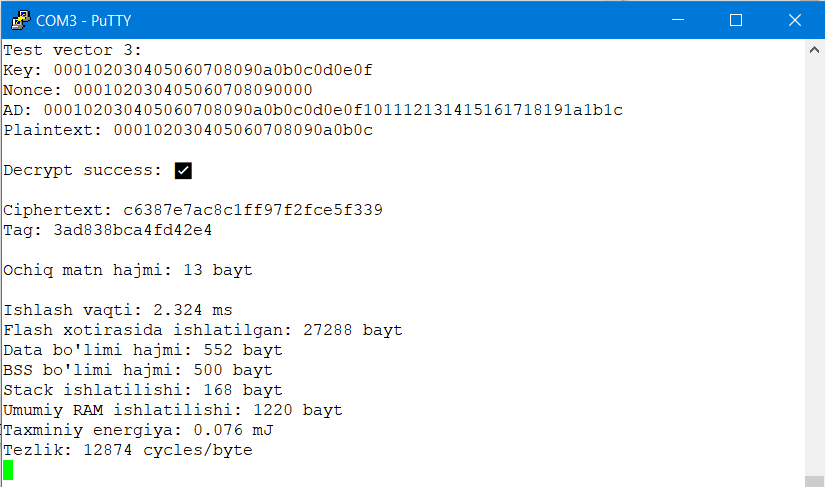 COM3 - PuTTY
Test vector 3:
Key: 000102030405060708090a0b0c0d0e0f
Nonce: 000102030405060708090000
AD: 000102030405060708090a0b0c0d0e0f101112131415161718191a1b1c
Plaintext: 000102030405060708090a0b0c
Decrypt success: ☑
Ciphertext: c6387e7ac8c1ff97f2fce5f339
Tag: 3ad838bca4fd42e4
Ochiq matn hajmi: 13 bayt
Ishlash vaqti: 2.324 ms
Flash xotirasida ishlatilgan: 27288 bayt
Data bo'limi hajmi: 552 bayt
BSS bo'limi hajmi: 500 bayt
Stack ishlatilishi: 168 bayt
Umumiy RAM ishlatilishi: 1220 bayt
Taxminiy energiya: 0.076 mJ
Tezlik: 12874 cycles/byte